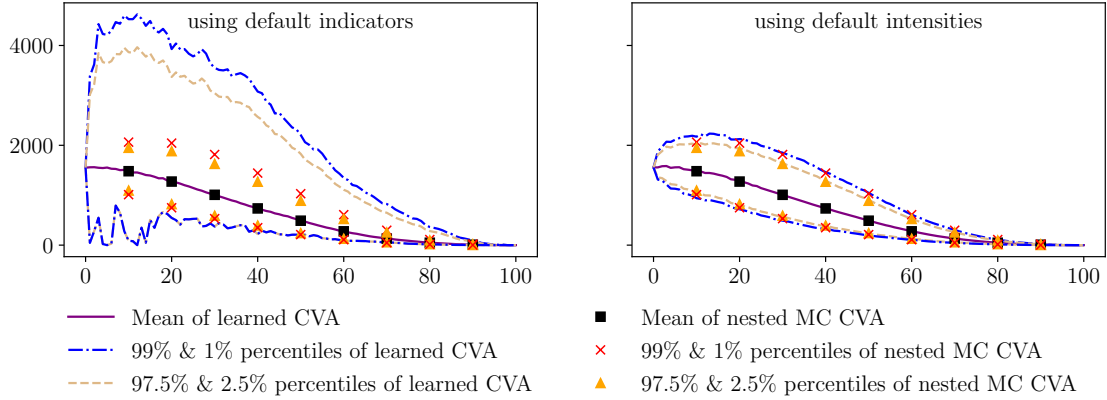 using default indicators
using default intensities
4000
2000
0
0
20
40
60
80
100
0
20
40
60
80
100
Mean of learned CVA
99% & 1% percentiles of learned CVA
97.5% & 2.5% percentiles of learned CVA
Mean of nested MC CVA
99% & 1% percentiles of nested MC CVA
97.5% & 2.5% percentiles of nested MC CVA